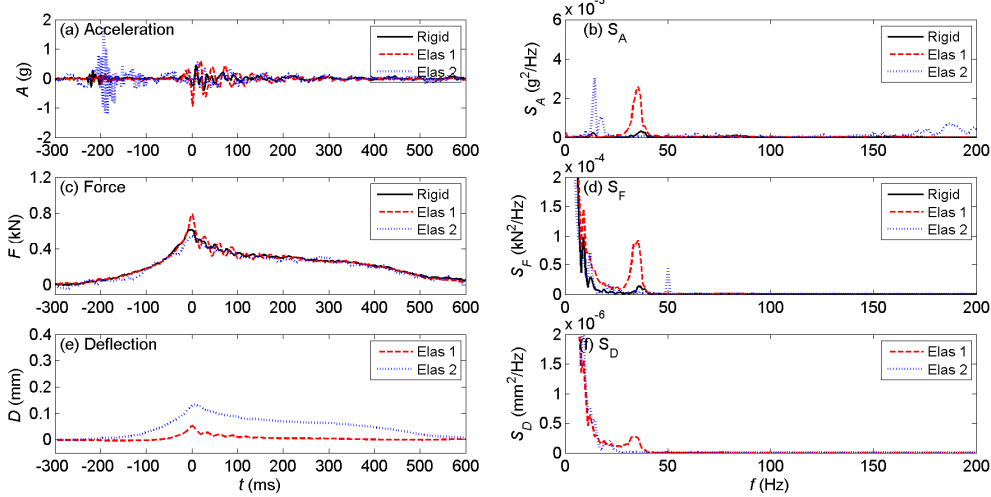 (a) Acceleration
Rigid
Elas 1
Elas 2
A (g)
2
1
0
-1
-2
-300 -200 -100 0 100 200 300 400 500 600
x 10⁻³
(b) S_A
Rigid
Elas 1
Elas 2
S_A (g²/Hz)
6
4
2
0
0 50 100 150 200
(c) Force
Rigid
Elas 1
Elas 2
F (kN)
1.2
0.8
0.4
0
-300 -200 -100 0 100 200 300 400 500 600
x 10⁻⁴
(d) S_F
Rigid
Elas 1
Elas 2
S_F (kN²/Hz)
2
1.5
1
0.5
0
0 50 100 150 200
(e) Deflection
Elas 1
Elas 2
D (mm)
0.4
0.3
0.2
0.1
0
-300 -200 -100 0 100 200 300 400 500 600
t (ms)
x 10⁻⁶
(f) S_D
Elas 1
Elas 2
S_D (mm²/Hz)
2
1.5
1
0.5
0
0 50 100 150 200
f (Hz)